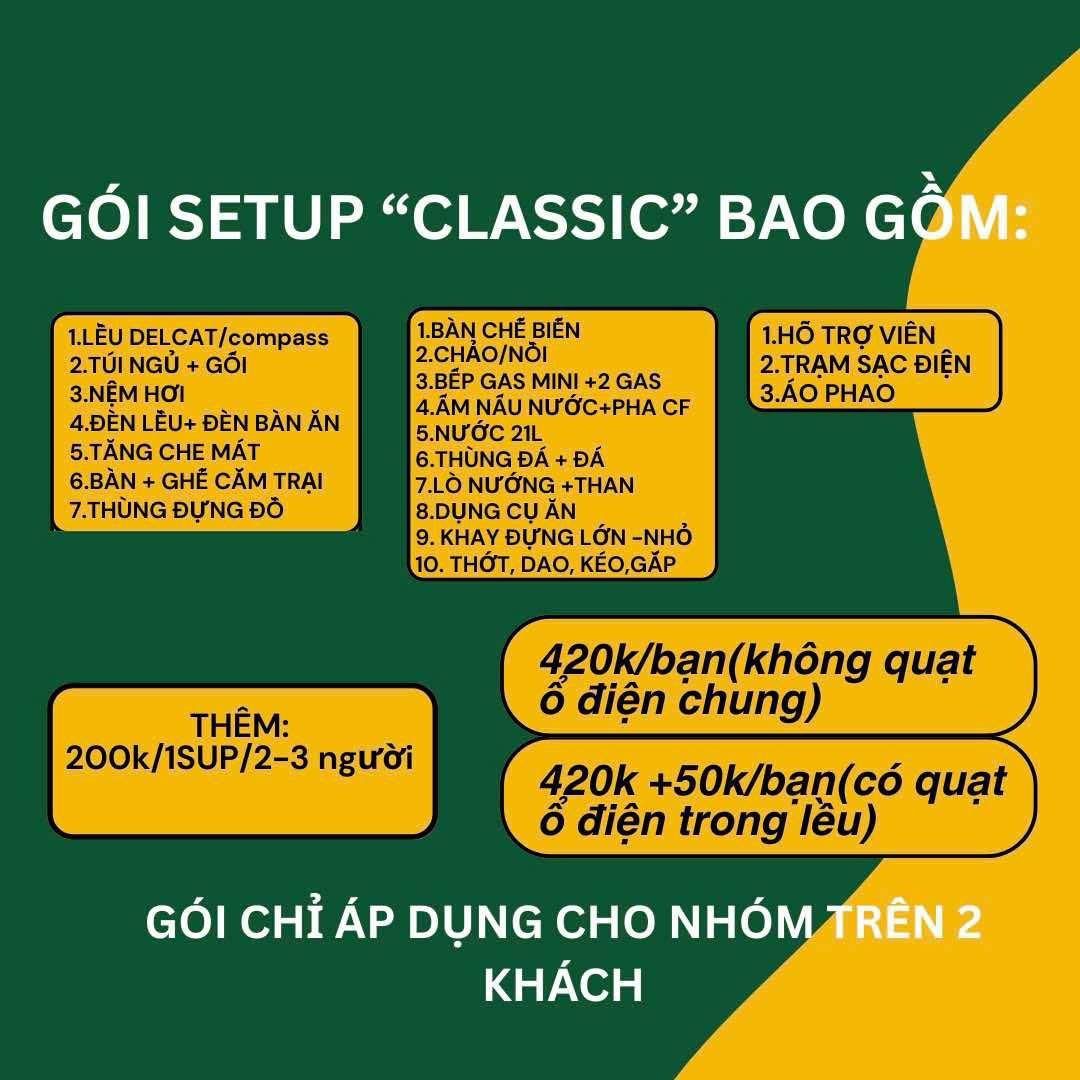 GÓI SETUP “CLASSIC” BAO GỒM:
1.LỀU DELCAT/compass
2.TÚI NGỦ + GỐI
3.NỆM HƠI
4.ĐÈN LỀU+ ĐÈN BÀN ĂN
5.TĂNG CHE MÁT
6.BÀN + GHẾ CẮM TRẠI
7.THÙNG ĐỰNG ĐỒ
1.BÀN CHẾ BIẾN
2.CHẢO/NỒI
3.BẾP GAS MINI +2 GAS
4.ẤM NẤU NƯỚC+PHA CF
5.NƯỚC 21L
6.THÙNG ĐÁ + ĐÁ
7.LÒ NƯỚNG +THAN
8.DỤNG CỤ ĂN
9. KHAY ĐỰNG LỚN -NHỎ
10. THỚT, DAO, KÉO,GẮP
1.HỖ TRỢ VIÊN
2.TRẠM SẠC ĐIỆN
3.ÁO PHAO
420k/bạn(không quạt
ổ điện chung)
THÊM:
200k/1SUP/2-3 người
420k +50k/bạn(có quạt
ổ điện trong lều)
GÓI CHỈ ÁP DỤNG CHO NHÓM TRÊN 2
KHÁCH